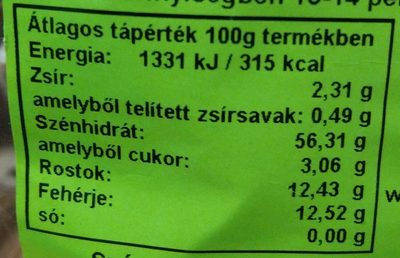 Átlagos tápérték 100g termékben
Energia: 1331 kJ / 315 kcal
Zsír: 2,31 g
amelyből telített zsírsavak: 0,49 g
Szénhidrát: 56,31 g
amelyből cukor: 3,06 g
Rostok: 12,43 g
Fehérje: 12,52 g
só: 0,00 g